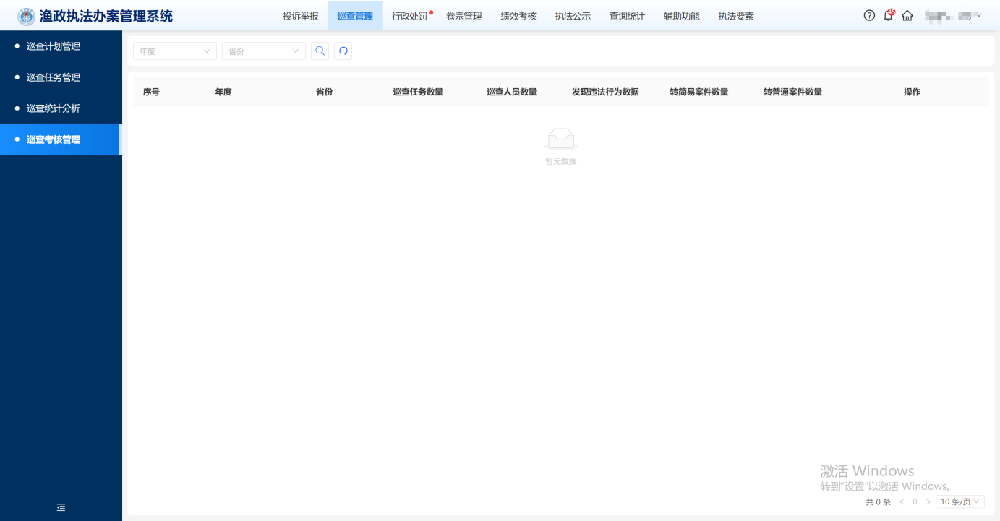 渔政执法办案管理系统
投诉举报 巡查管理 行政处罚 卷宗管理 绩效考核 执法公示 查询统计 辅助功能 执法要素
45
巡查计划管理
巡查任务管理
巡查统计分析
巡查考核管理
年度 省份
序号 年度 省份 巡查任务数量 巡查人员数量 发现违法行为数据 转简易案件数量 转普通案件数量 操作
暂无数据
激活 Windows
转到"设置"以激活 Windows。
共 0 条 < 0 > 10 条/页